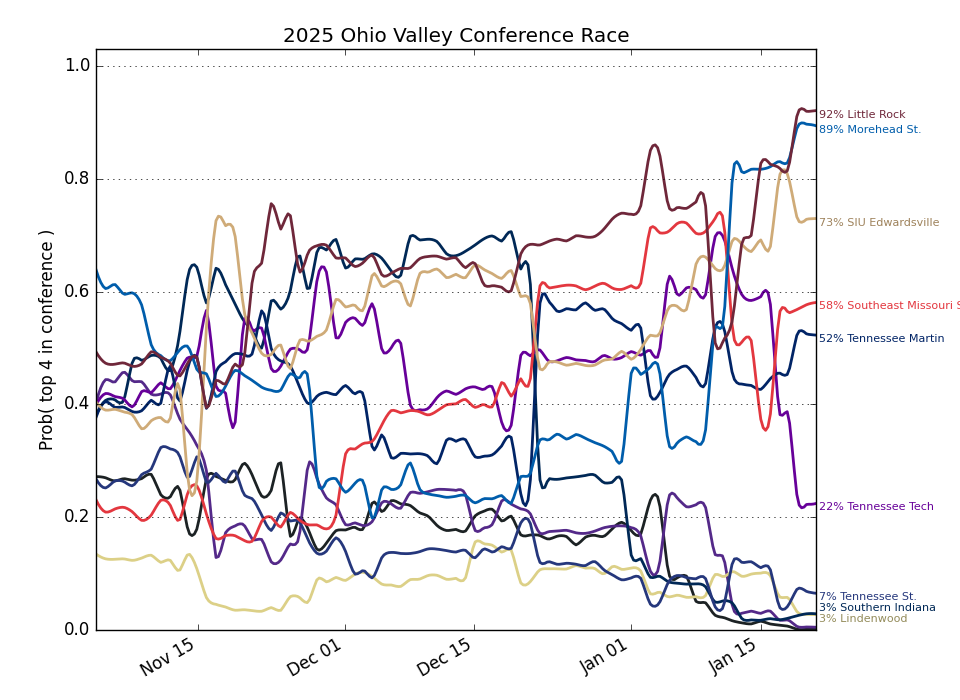 2025 Ohio Valley Conference Race
Prob( top 4 in conference )
1.0
0.8
0.6
0.4
0.2
0.0
Nov 15
Dec 01
Dec 15
Jan 01
Jan 15
92% Little Rock
89% Morehead St.
73% SIU Edwardsville
58% Southeast Missouri S
52% Tennessee Martin
22% Tennessee Tech
7% Tennessee St.
3% Southern Indiana
3% Lindenwood